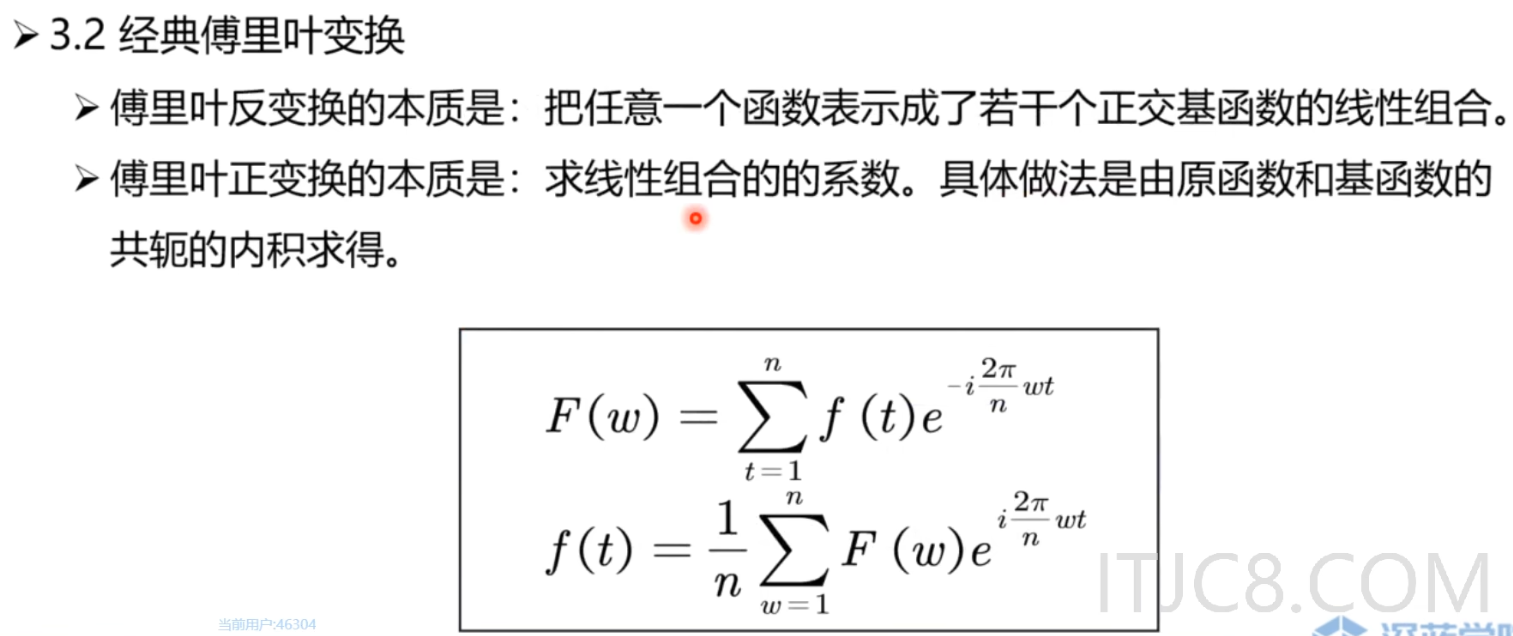 ➢ 3.2 经典傅里叶变换
➢ 傅里叶反变换的本质是：把任意一个函数表示成了若干个正交基函数的线性组合。
➢ 傅里叶正变换的本质是：求线性组合的的系数。具体做法是由原函数和基函数的
共轭的内积求得。
F(w) = \sum_{t=1}^{n} f(t)e^{-i\frac{2π}{n}wt}
f(t) = \frac{1}{n} \sum_{w=1}^{n} F(w)e^{i\frac{2π}{n}wt}
ITJC8.COM
当前用户:46304